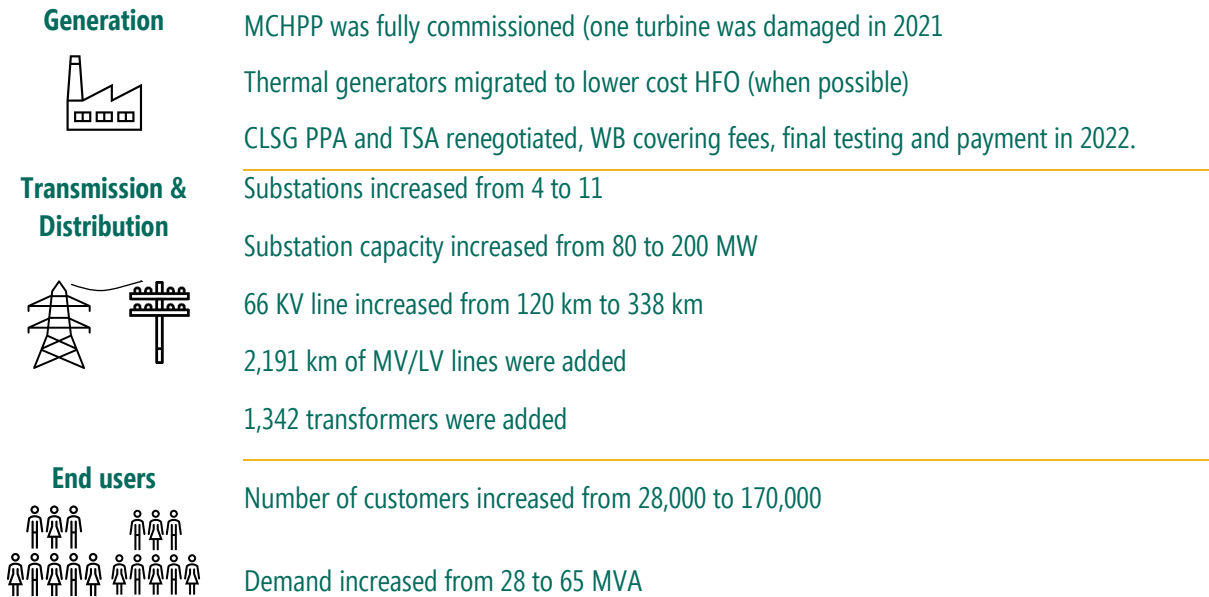 Generation
MCHPP was fully commissioned (one turbine was damaged in 2021
Thermal generators migrated to lower cost HFO (when possible)
CLSG PPA and TSA renegotiated, WB covering fees, final testing and payment in 2022.
Transmission &
Distribution
Substations increased from 4 to 11
Substation capacity increased from 80 to 200 MW
66 KV line increased from 120 km to 338 km
2,191 km of MV/LV lines were added
1,342 transformers were added
End users
Number of customers increased from 28,000 to 170,000
Demand increased from 28 to 65 MVA